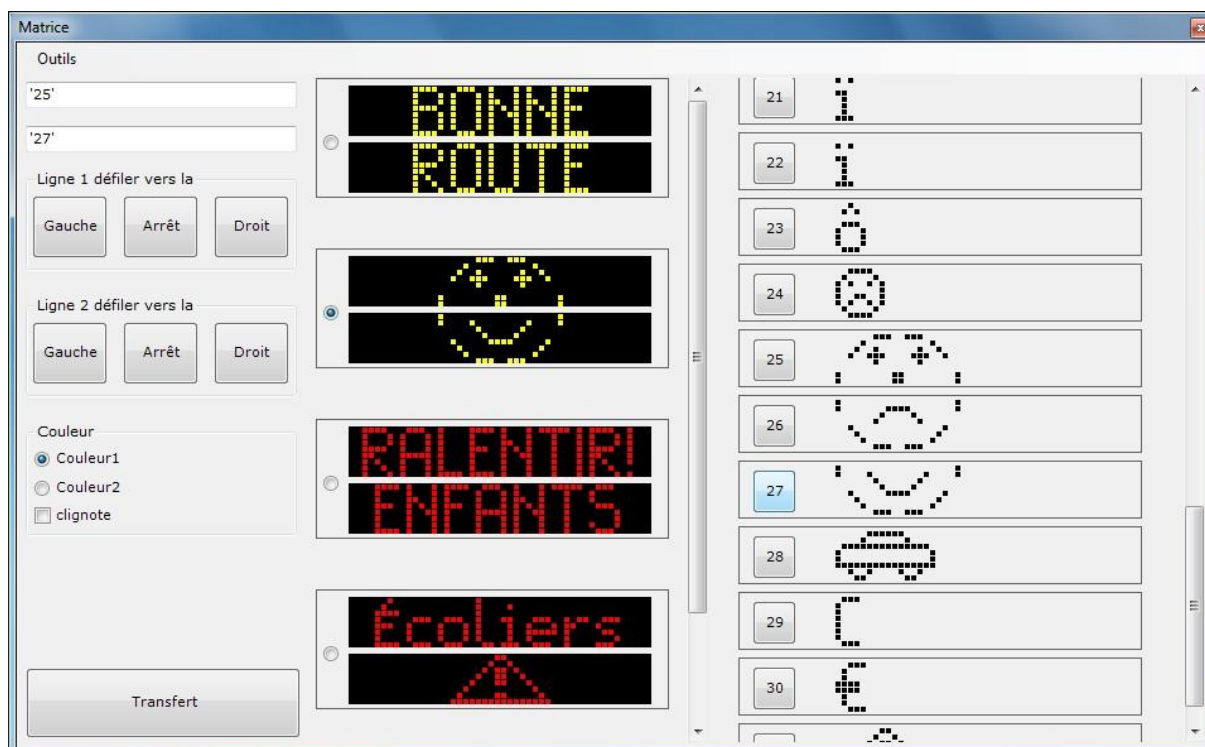 Matrice
Outils
'25'
'27'
Ligne 1 défiler vers la
Gauche
Arrêt
Droit
Ligne 2 défiler vers la
Gauche
Arrêt
Droit
Couleur
Couleur1
Couleur2
clignote
Transfert
BONNE
ROUTE
RALENTIR!
ENFANTS
Écoliers
21
22
ï
23
ô
24
25
26
27
28
29
30
€